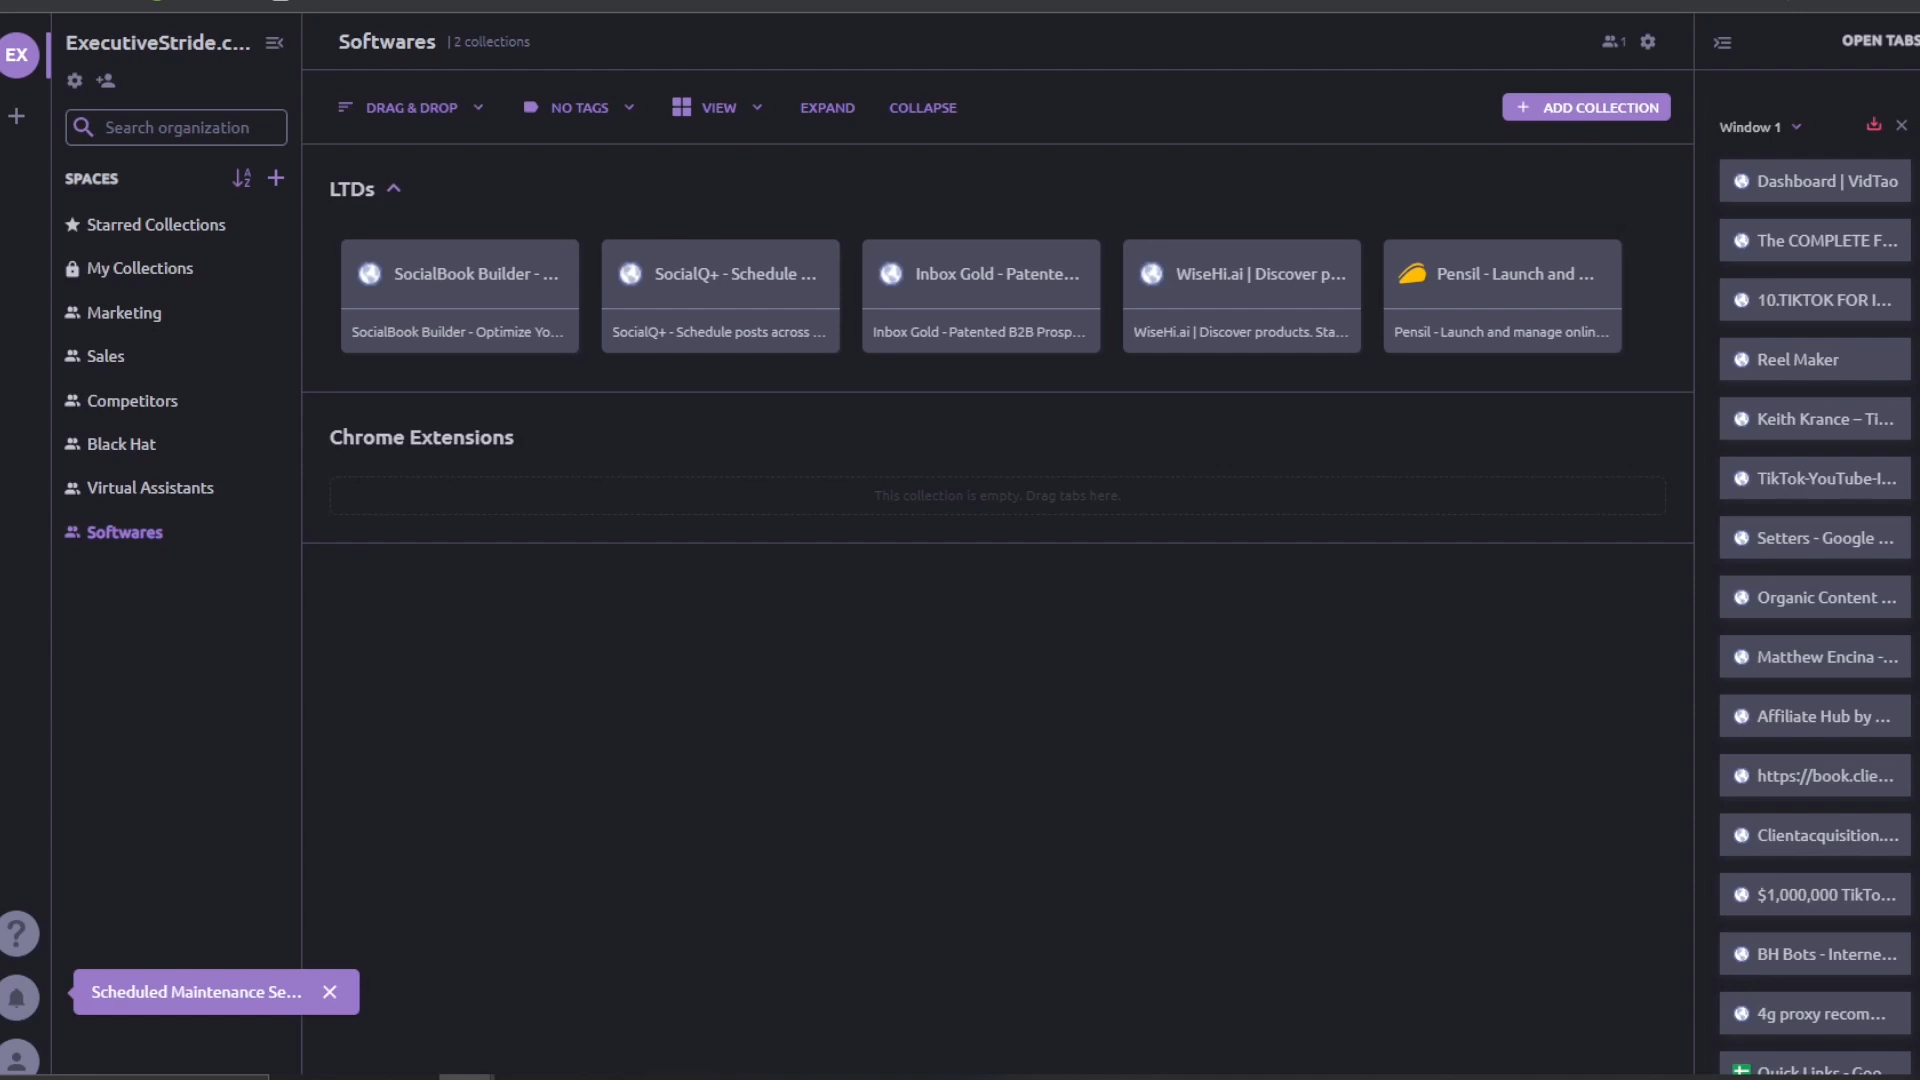 EX
ExecutiveStride.c...
Search organization
SPACES
Starred Collections
My Collections
Marketing
Sales
Competitors
Black Hat
Virtual Assistants
Softwares
Scheduled Maintenance Se...
Softwares | 2 collections
1
DRAG & DROP
NO TAGS
VIEW
EXPAND
COLLAPSE
+ ADD COLLECTION
LTDs
SocialBook Builder - ...
SocialBook Builder - Optimize Yo...
SocialQ+ - Schedule ...
SocialQ+ - Schedule posts across ...
Inbox Gold - Patente...
Inbox Gold - Patented B2B Prosp...
WiseHi.ai | Discover p...
WiseHi.ai | Discover products. Sta...
Pensil - Launch and ...
Pensil - Launch and manage onlin...
Chrome Extensions
This collection is empty. Drag tabs here.
OPEN TABS
Window 1
Dashboard | VidTao
The COMPLETE F...
10.TIKTOK FOR I...
Reel Maker
Keith Krance – Ti...
TikTok-YouTube-I...
Setters - Google ...
Organic Content ...
Matthew Encina -...
Affiliate Hub by ...
https://book.clie...
Clientacquisition....
$1,000,000 TikTo...
BH Bots - Interne...
4g proxy recom...
Quick Links - Goo...